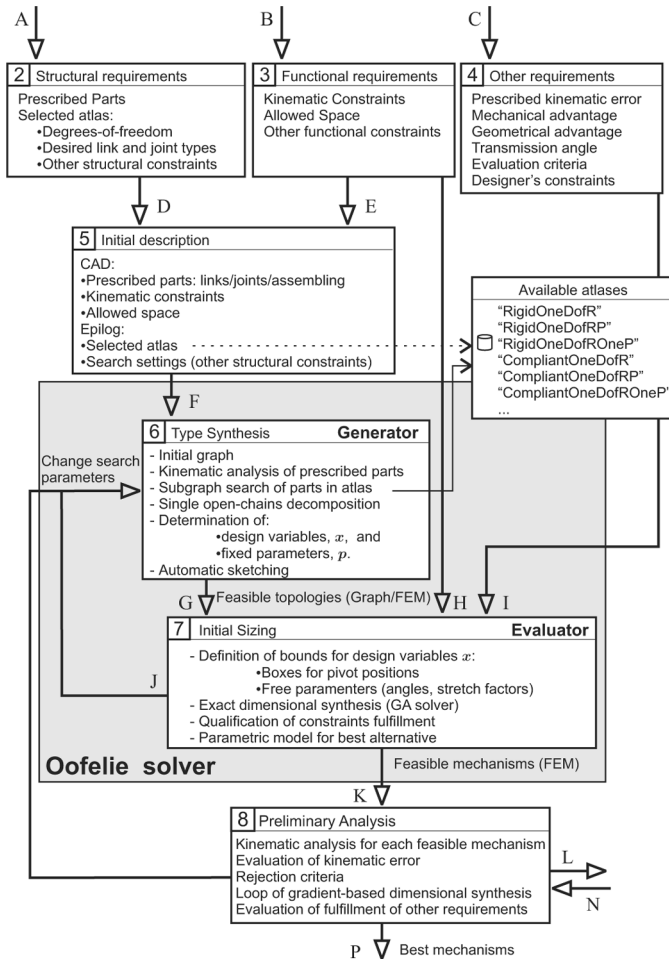 A
B
C
2 Structural requirements
Prescribed Parts
Selected atlas:
•Degrees-of-freedom
•Desired link and joint types
•Other structural constraints
3 Functional requirements
Kinematic Constraints
Allowed Space
Other functional constraints
4 Other requirements
Prescribed kinematic error
Mechanical advantage
Geometrical advantage
Transmission angle
Evaluation criteria
Designer's constraints
D
E
5 Initial description
CAD:
•Prescribed parts: links/joints/assembling
•Kinematic constraints
•Allowed space
Epilog:
•Selected atlas
•Search settings (other structural constraints)
Available atlases
“RigidOneDofR”
“RigidOneDofRP”
“RigidOneDofROneP”
“CompliantOneDofR”
“CompliantOneDofRP”
“CompliantOneDofROneP”
...
F
Change search
parameters
6 Type Synthesis Generator
- Initial graph
- Kinematic analysis of prescribed parts
- Subgraph search of parts in atlas
- Single open-chains decomposition
- Determination of:
•design variables, x, and
•fixed parameters, p.
- Automatic sketching
G
Feasible topologies (Graph/FEM)
H
I
7 Initial Sizing Evaluator
- Definition of bounds for design variables x:
•Boxes for pivot positions
•Free paramenters (angles, stretch factors)
- Exact dimensional synthesis (GA solver)
- Qualification of constraints fulfillment
- Parametric model for best alternative
J
Oofelie solver
Feasible mechanisms (FEM)
K
8 Preliminary Analysis
Kinematic analysis for each feasible mechanism
Evaluation of kinematic error
Rejection criteria
Loop of gradient-based dimensional synthesis
Evaluation of fulfillment of other requirements
L
N
P
Best mechanisms